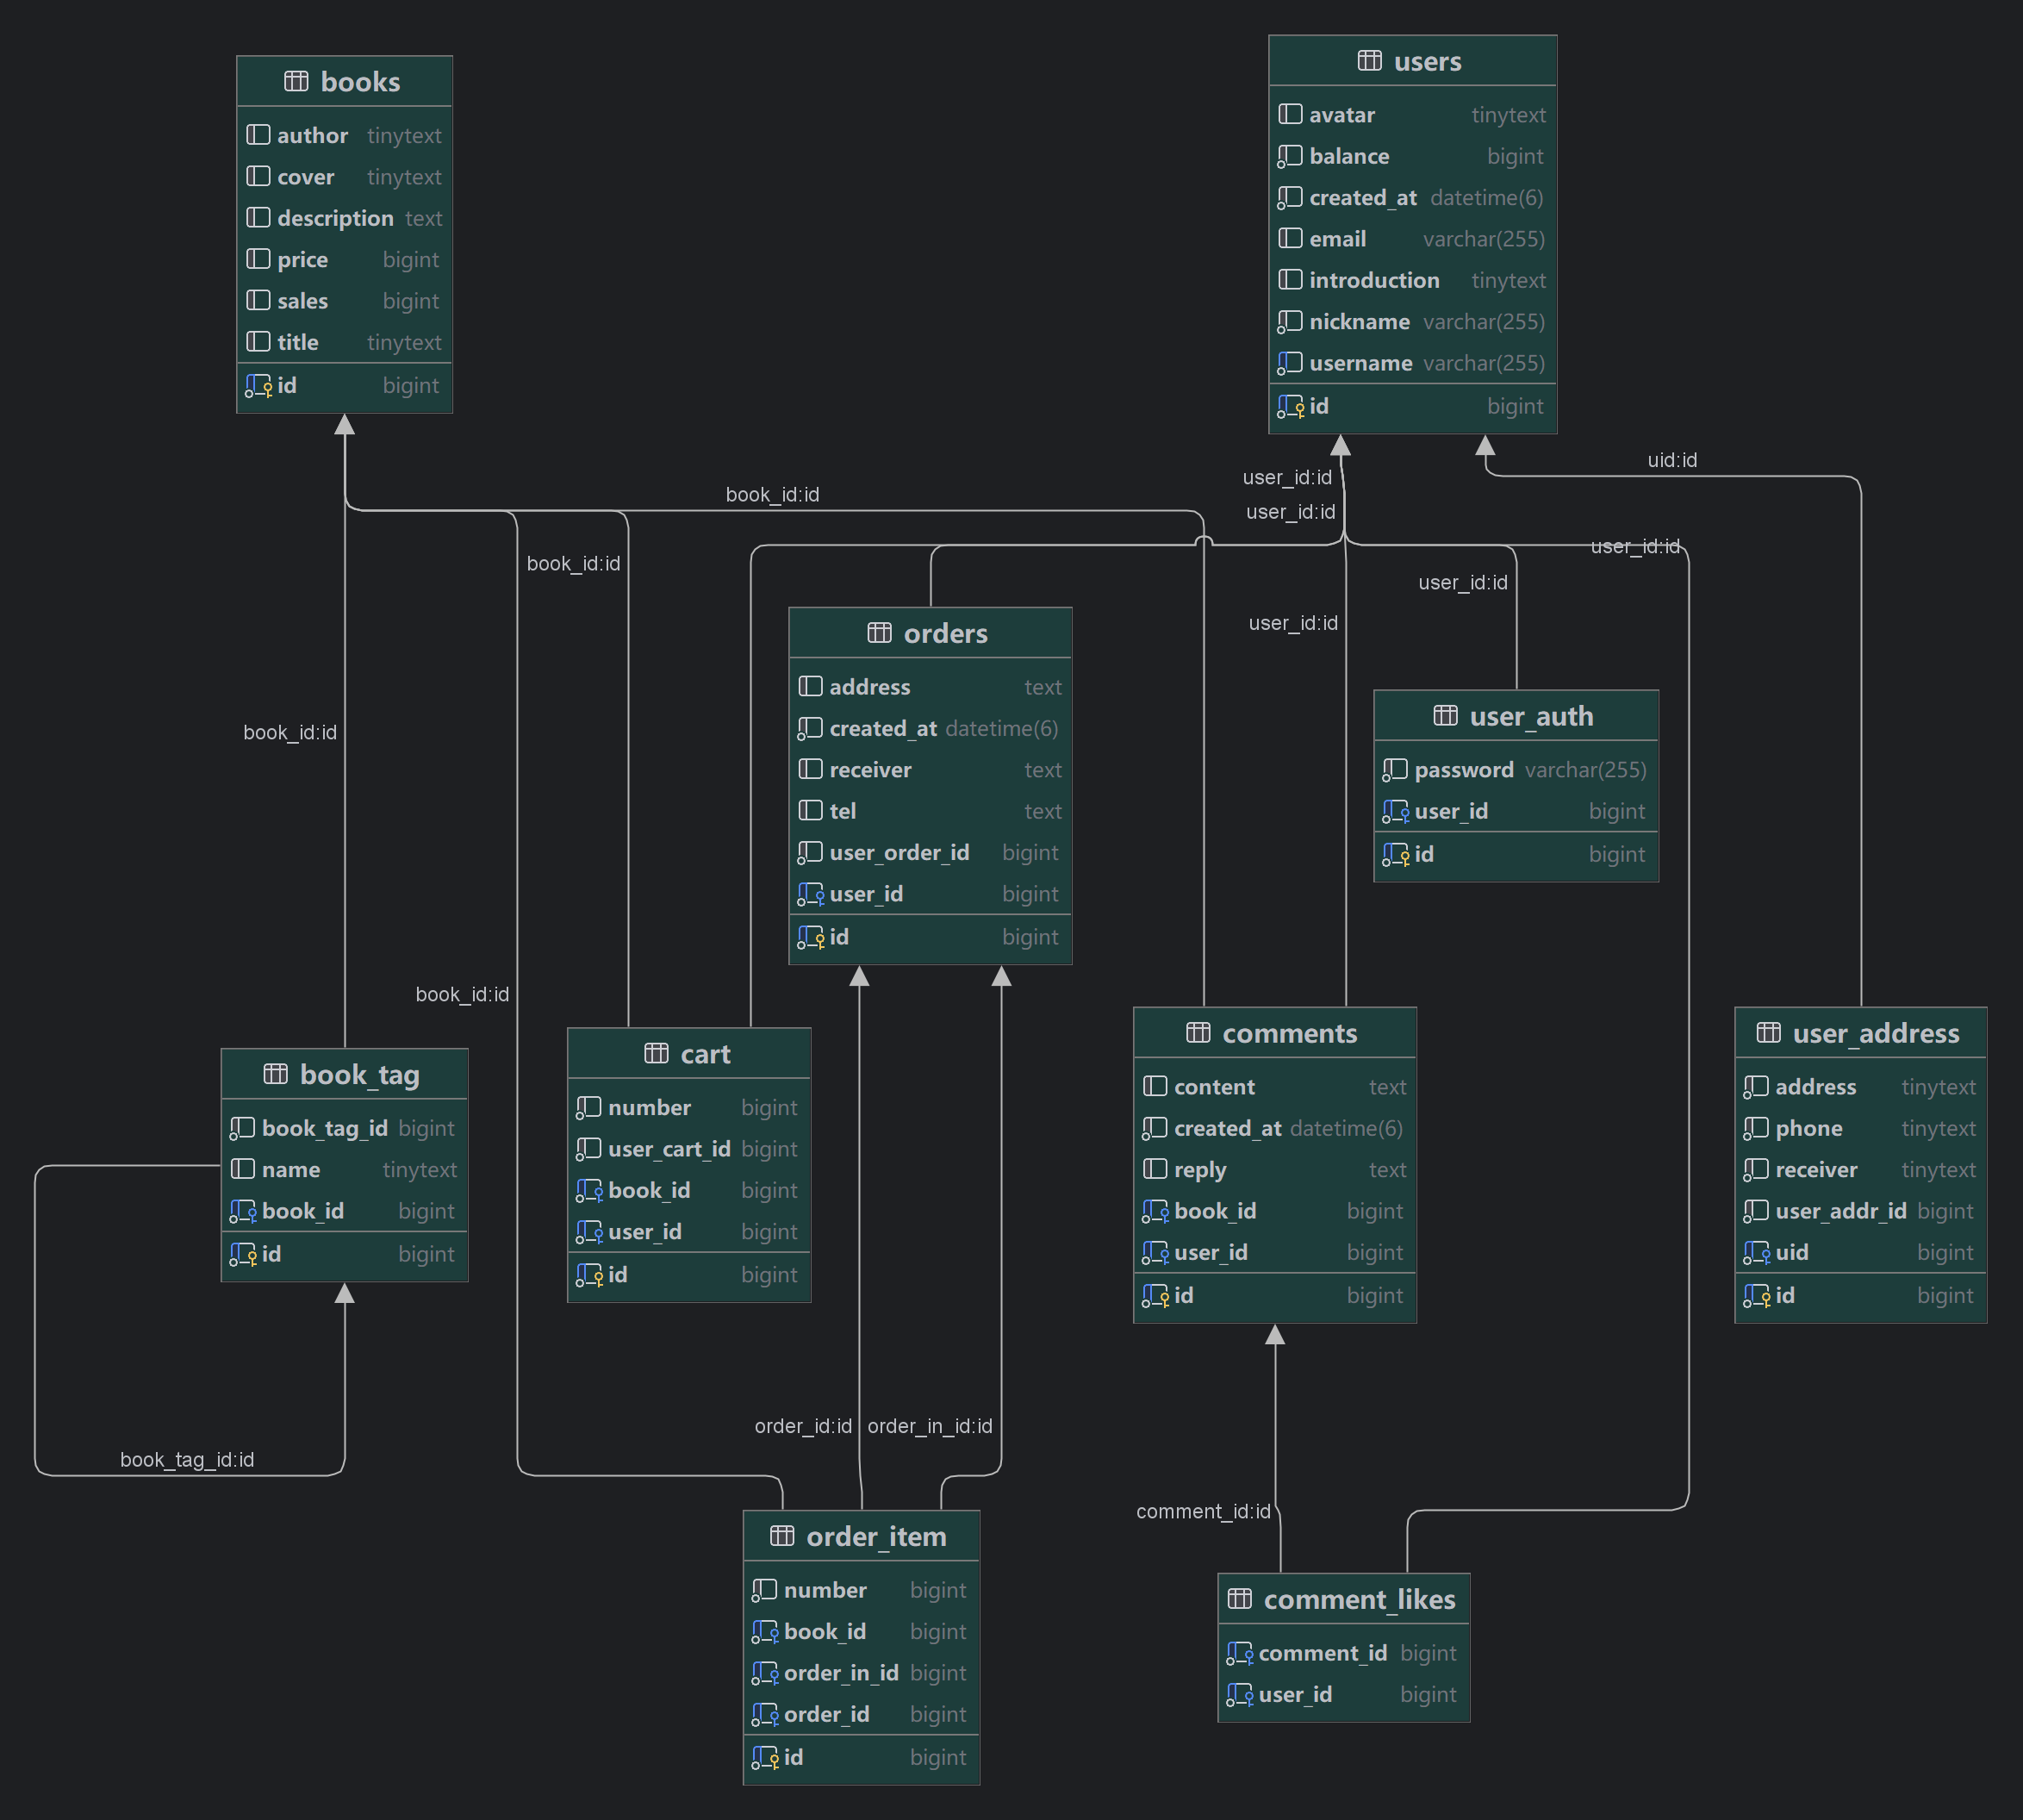 books
author tinytext
cover tinytext
description text
price bigint
sales bigint
title tinytext
id bigint
users
avatar tinytext
balance bigint
created_at datetime(6)
email varchar(255)
introduction tinytext
nickname varchar(255)
username varchar(255)
id bigint
uid:id
user_id:id
book_id:id
user_id:id
user_id:id
book_id:id
user_id:id
user_id:id
orders
address text
created_at datetime(6)
receiver text
tel text
user_order_id bigint
user_id bigint
id bigint
user_auth
password varchar(255)
user_id bigint
id bigint
book_id:id
book_id:id
book_tag
book_tag_id bigint
name tinytext
book_id bigint
id bigint
cart
number bigint
user_cart_id bigint
book_id bigint
user_id bigint
id bigint
comments
content text
created_at datetime(6)
reply text
book_id bigint
user_id bigint
id bigint
user_address
address tinytext
phone tinytext
receiver tinytext
user_addr_id bigint
uid bigint
id bigint
order_id:id
order_in_id:id
book_tag_id:id
comment_id:id
order_item
number bigint
book_id bigint
order_in_id bigint
order_id bigint
id bigint
comment_likes
comment_id bigint
user_id bigint